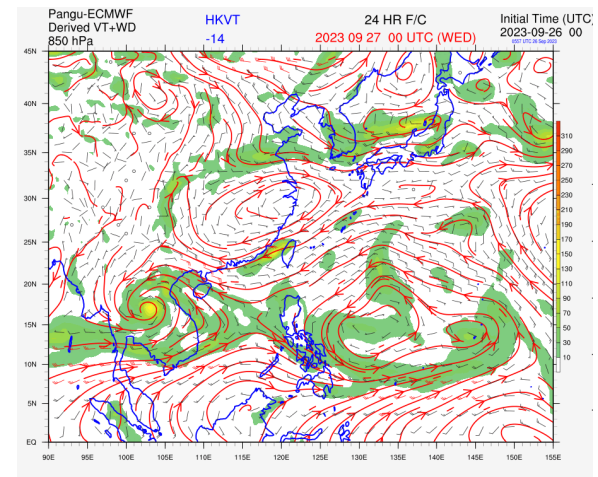 Pangu-ECMWF HKVT 24 HR F/C Initial Time (UTC)
Derived VT+WD 2023-09-26 00
850 hPa -14 2023 09 27 00 UTC (WED)
45N
40N
35N
30N
25N
20N
15N
10N
5N
EQ
90E 95E 100E 105E 110E 115E 120E 125E 130E 135E 140E 145E 150E 155E
310
290
270
250
230
210
190
170
150
130
110
90
70
50
30
10